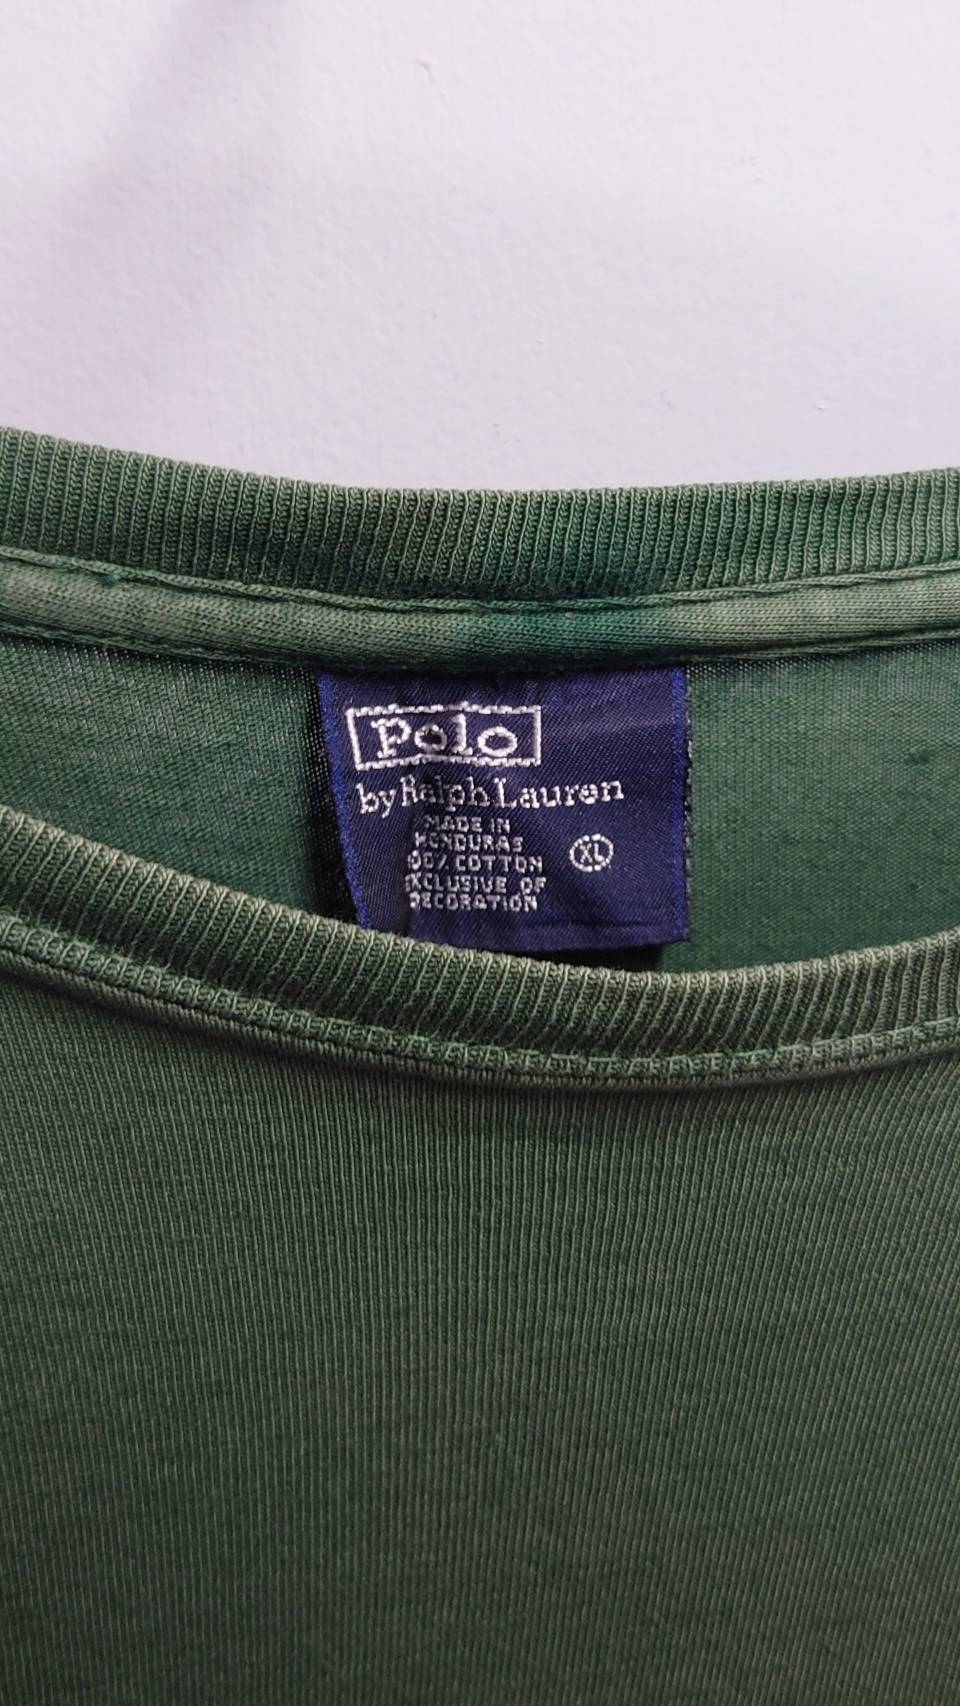 Polo
by Ralph Lauren
MADE IN
HONDURAS
100% COTTON
XL
EXCLUSIVE OF
DECORATION